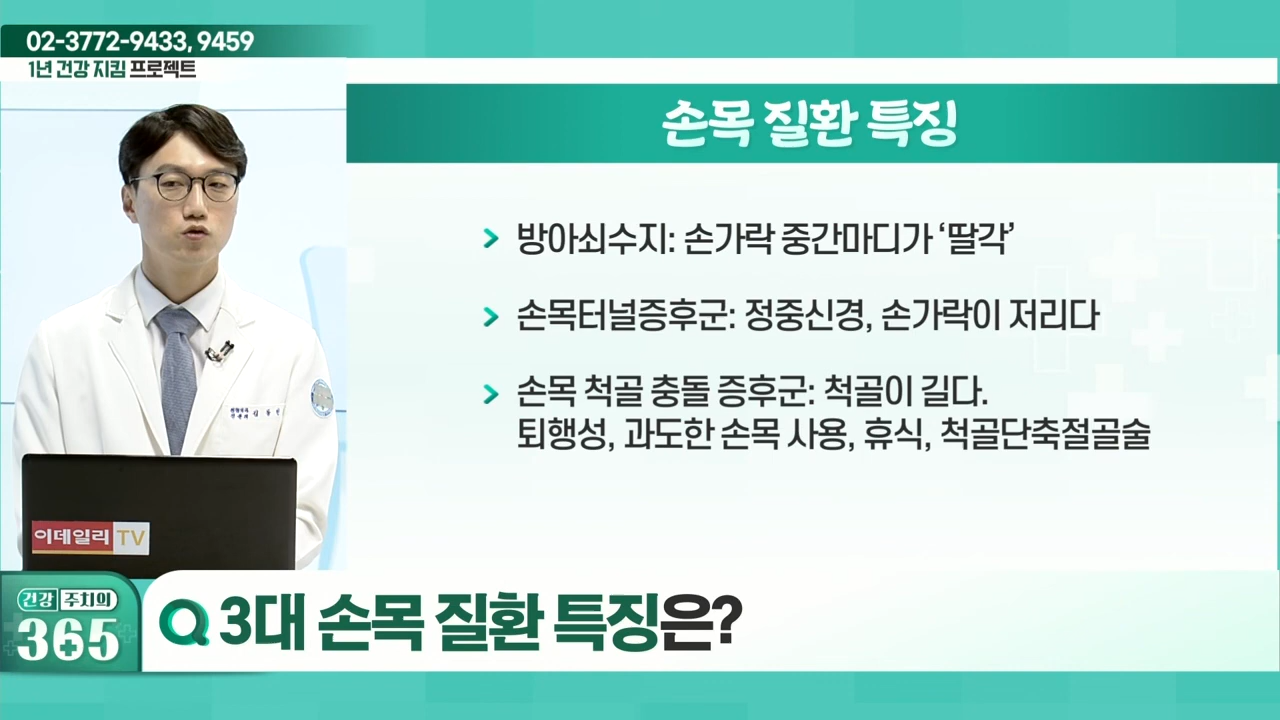 02-3772-9433, 9459
1년 건강 지킴 프로젝트
손목 질환 특징
방아쇠수지: 손가락 중간마디가 ‘딸각’
손목터널증후군: 정중신경, 손가락이 저리다
손목 척골 충돌 증후군: 척골이 길다.
퇴행성, 과도한 손목 사용, 휴식, 척골단축절골술
이데일리 TV
건강 주치의
365
Q 3대 손목 질환 특징은?